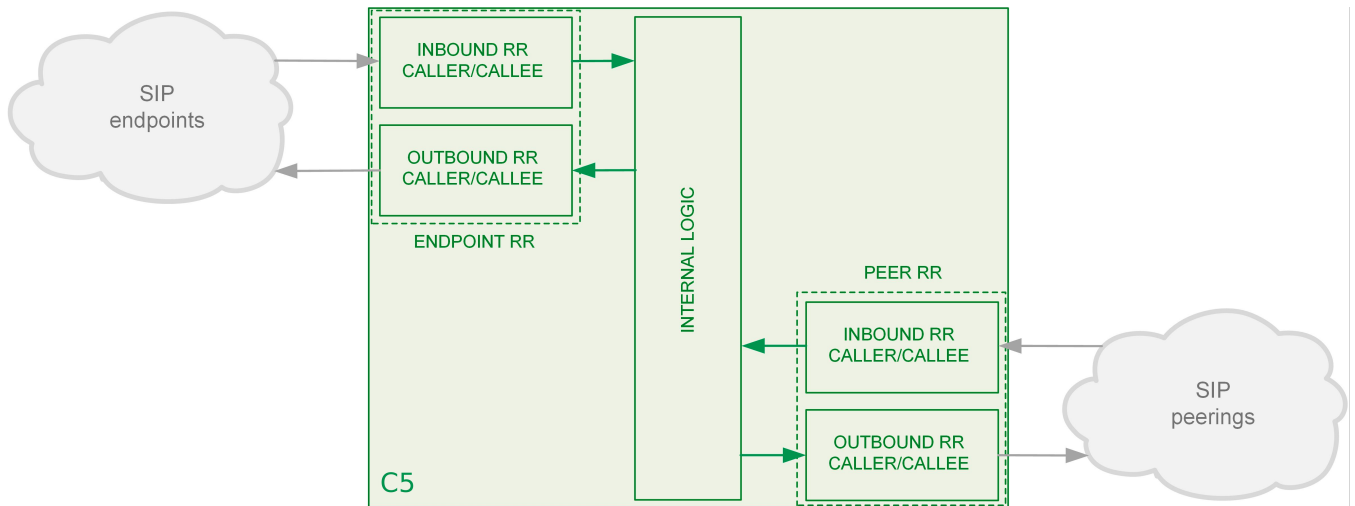 SIP
endpoints
INBOUND RR
CALLER/CALLEE
OUTBOUND RR
CALLER/CALLEE
ENDPOINT RR
INTERNAL LOGIC
PEER RR
INBOUND RR
CALLER/CALLEE
OUTBOUND RR
CALLER/CALLEE
SIP
peerings
C5